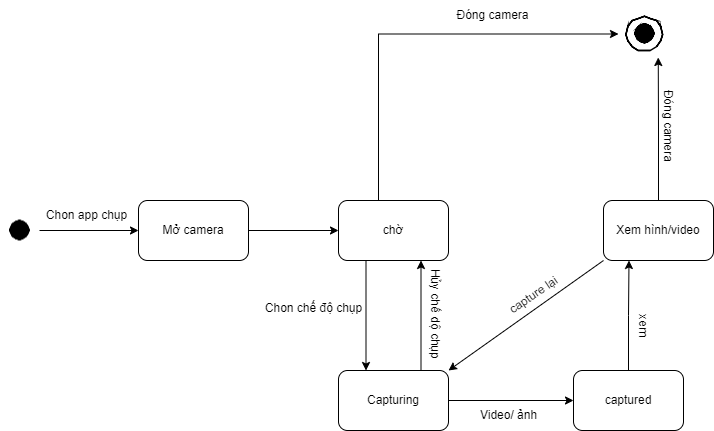 Đóng camera
Đóng camera
Chon app chụp
Mở camera
chờ
Xem hình/video
Chon chế độ chụp
Hủy chế độ chụp
capture lại
xem
Capturing
Video/ ảnh
captured